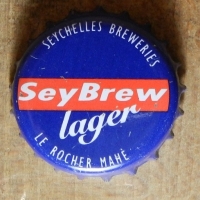 SEYCHELLES BREWERIES
SeyBrew
lager
LE ROCHER MAHÉ